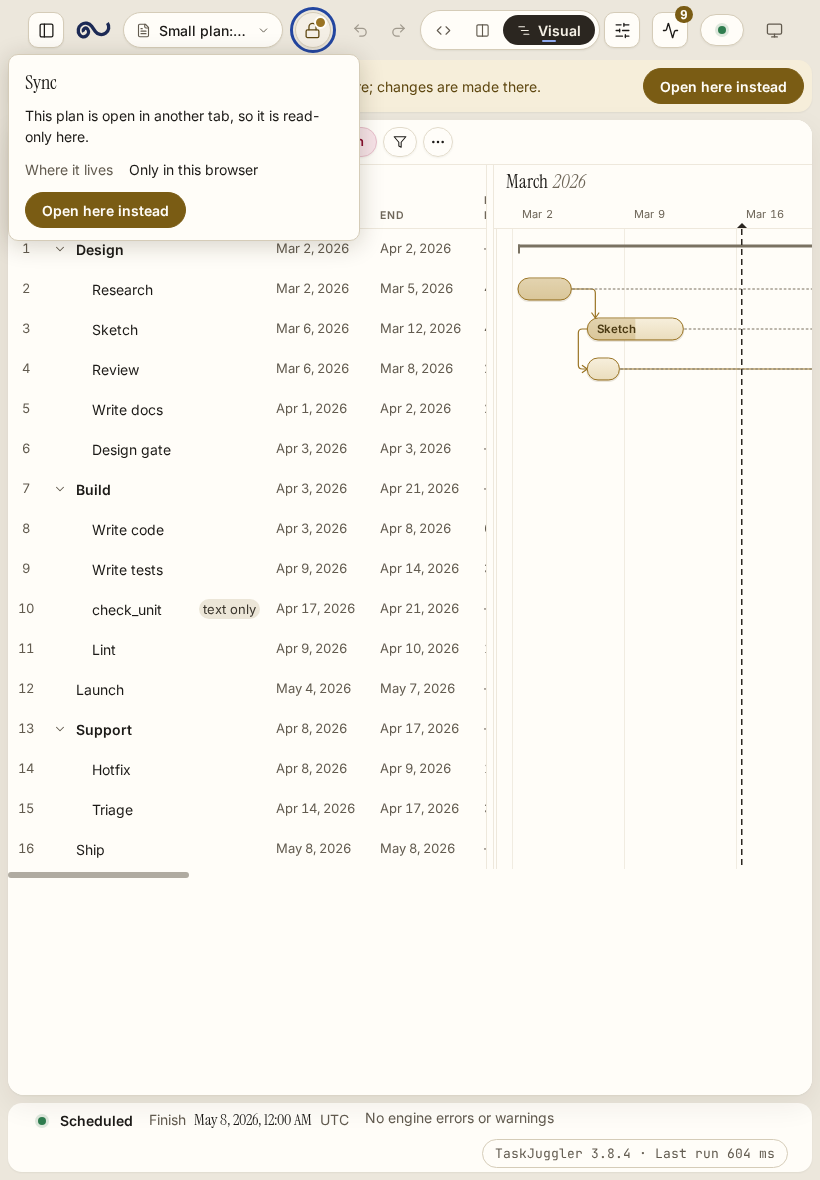 Small plan:…
Visual
9
Sync
This plan is open in another tab, so it is read-
only here.
Where it lives Only in this browser
Open here instead
changes are made there.
Open here instead
END
March 2026
Mar 2 Mar 9 Mar 16
1 Design Mar 2, 2026 Apr 2, 2026
2 Research Mar 2, 2026 Mar 5, 2026
3 Sketch Mar 6, 2026 Mar 12, 2026
Sketch
4 Review Mar 6, 2026 Mar 8, 2026
5 Write docs Apr 1, 2026 Apr 2, 2026
6 Design gate Apr 3, 2026 Apr 3, 2026
7 Build Apr 3, 2026 Apr 21, 2026
8 Write code Apr 3, 2026 Apr 8, 2026
9 Write tests Apr 9, 2026 Apr 14, 2026
10 check_unit text only Apr 17, 2026 Apr 21, 2026
11 Lint Apr 9, 2026 Apr 10, 2026
12 Launch May 4, 2026 May 7, 2026
13 Support Apr 8, 2026 Apr 17, 2026
14 Hotfix Apr 8, 2026 Apr 9, 2026
15 Triage Apr 14, 2026 Apr 17, 2026
16 Ship May 8, 2026 May 8, 2026
Scheduled Finish May 8, 2026, 12:00 AM UTC No engine errors or warnings
TaskJuggler 3.8.4 · Last run 604 ms